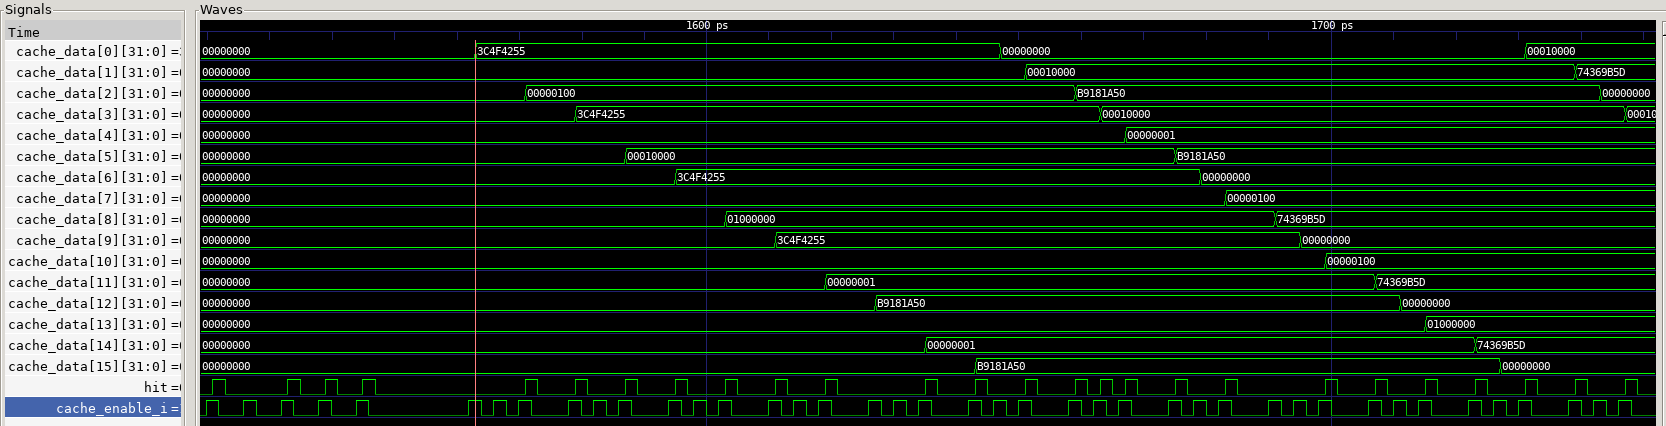 Signals Waves
Time 1600 ps 1700 ps
cache_data[0][31:0] = 00000000 3C4F4255 00000000 00010000
cache_data[1][31:0] = 00000000 00010000 74369B5D
cache_data[2][31:0] = 00000000 00000100 B9181A50 00000000
cache_data[3][31:0] = 00000000 3C4F4255 00010000 00010
cache_data[4][31:0] = 00000000 00000001
cache_data[5][31:0] = 00000000 00010000 B9181A50
cache_data[6][31:0] = 00000000 3C4F4255 00000000
cache_data[7][31:0] = 00000000 00000100
cache_data[8][31:0] = 00000000 01000000 74369B5D
cache_data[9][31:0] = 00000000 3C4F4255 00000000
cache_data[10][31:0] = 00000000 00000100
cache_data[11][31:0] = 00000000 00000001 74369B5D
cache_data[12][31:0] = 00000000 B9181A50 00000000
cache_data[13][31:0] = 00000000 01000000
cache_data[14][31:0] = 00000000 00000001 74369B5D
cache_data[15][31:0] = 00000000 B9181A50 00000000
hit =
cache_enable_i =